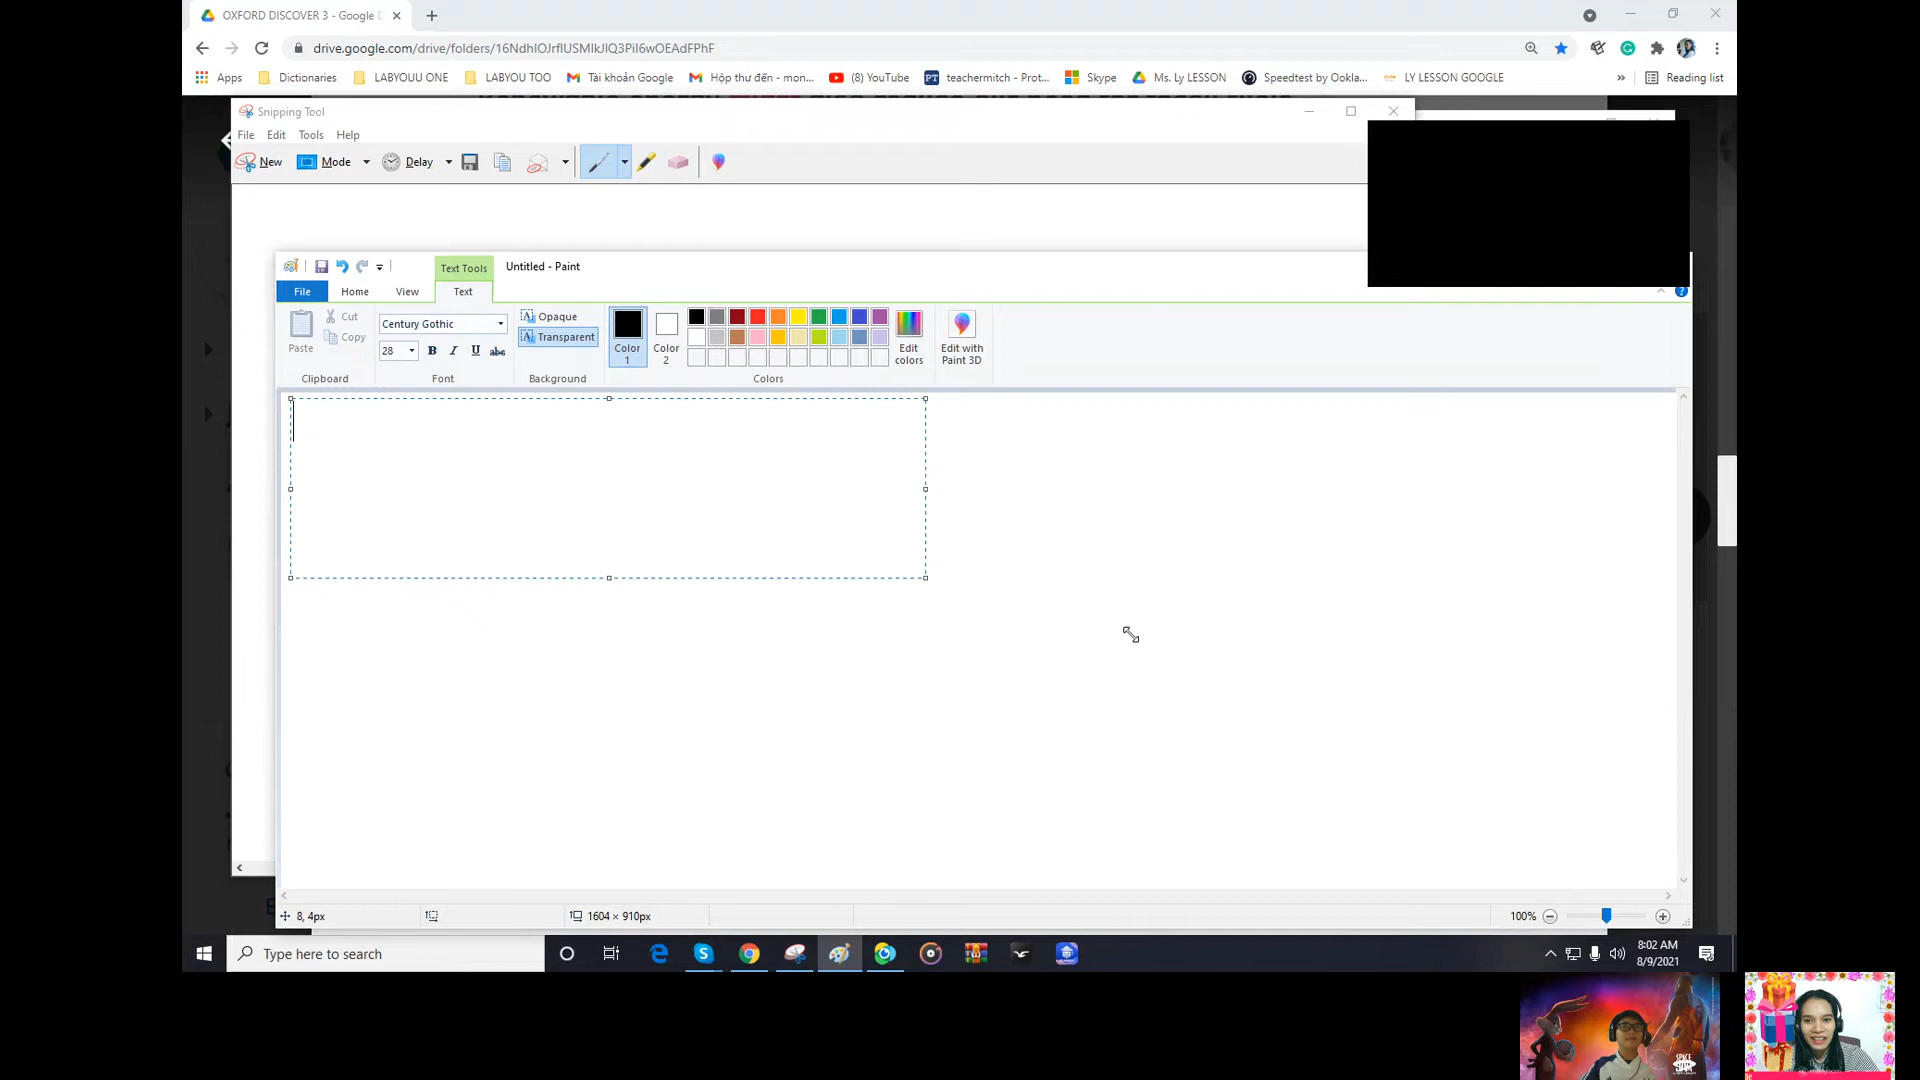 OXFORD DISCOVER 3 - Google D
drive.google.com/drive/folders/16NdhIOJrflUSMIkJlQ3PiI6wOEAdFPhF
Apps
Dictionaries
LABYOUU ONE
LABYOU TOO
Tài khoản Google
Hộp thư đến - mon...
(8) YouTube
teachermitch - Prot...
Skype
Ms. Ly LESSON
Speedtest by Ookla...
LY LESSON GOOGLE
»
Reading list
Snipping Tool
File Edit Tools Help
New Mode Delay
Text Tools
Untitled - Paint
File Home View Text
Paste
Cut
Copy
Clipboard
Century Gothic
28
B I U abc
Font
Opaque
Transparent
Background
Color 1
Color 2
Edit colors
Colors
Edit with Paint 3D
8, 4px
1604 × 910px
100%
Type here to search
8:02 AM
8/9/2021
SPACE JAM